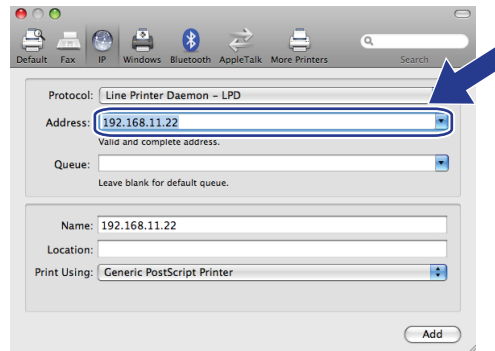 Default Fax IP Windows Bluetooth AppleTalk More Printers Search
Protocol: Line Printer Daemon – LPD
Address: 192.168.11.22
Valid and complete address.
Queue:
Leave blank for default queue.
Name: 192.168.11.22
Location:
Print Using: Generic PostScript Printer
Add